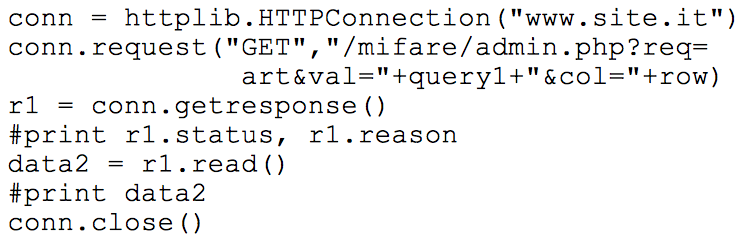 conn = httplib.HTTPConnection("www.site.it")
conn.request("GET","/mifare/admin.php?req=
art&val="+query1+"&col="+row)
r1 = conn.getresponse()
#print r1.status, r1.reason
data2 = r1.read()
#print data2
conn.close()